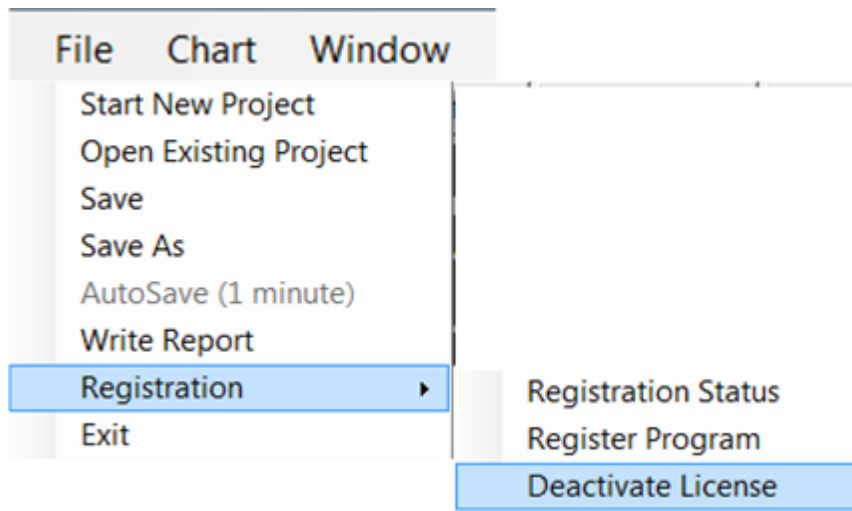 File Chart Window
Start New Project
Open Existing Project
Save
Save As
AutoSave (1 minute)
Write Report
Registration
Exit
Registration Status
Register Program
Deactivate License